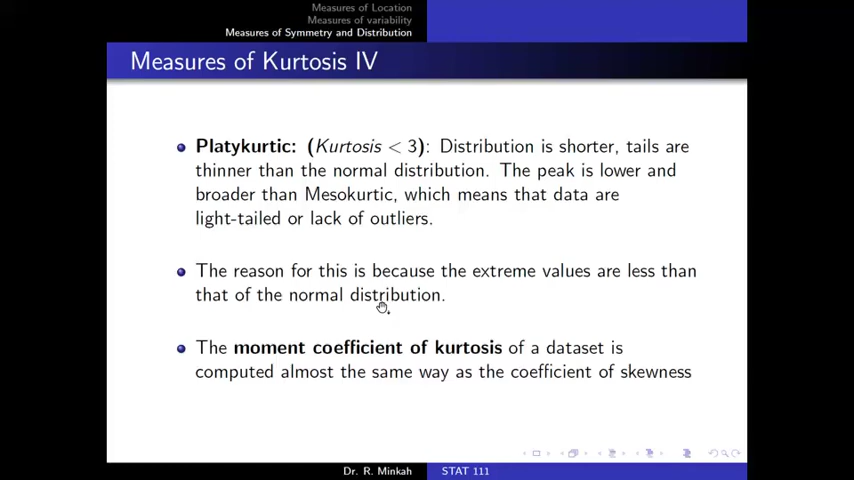 Measures of Location
Measures of variability
Measures of Symmetry and Distribution
Measures of Kurtosis IV
Platykurtic: (Kurtosis < 3): Distribution is shorter, tails are
thinner than the normal distribution. The peak is lower and
broader than Mesokurtic, which means that data are
light-tailed or lack of outliers.
The reason for this is because the extreme values are less than
that of the normal distribution.
The moment coefficient of kurtosis of a dataset is
computed almost the same way as the coefficient of skewness
Dr. R. Minkah
STAT 111